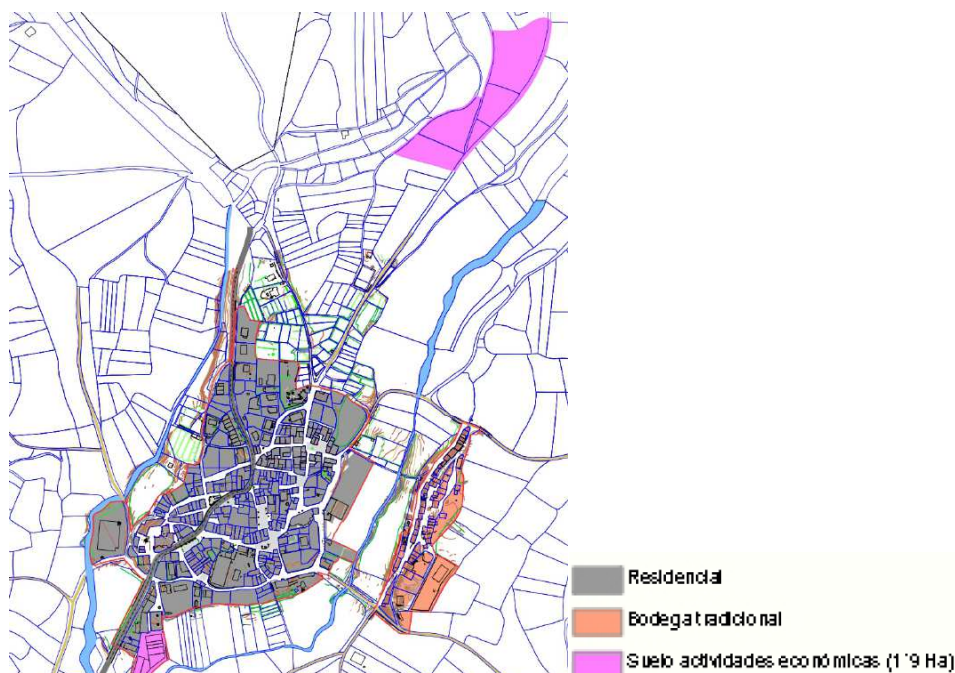 Residencial
Bodega tradicional
Suelo actividades económicas (1´9 Ha)